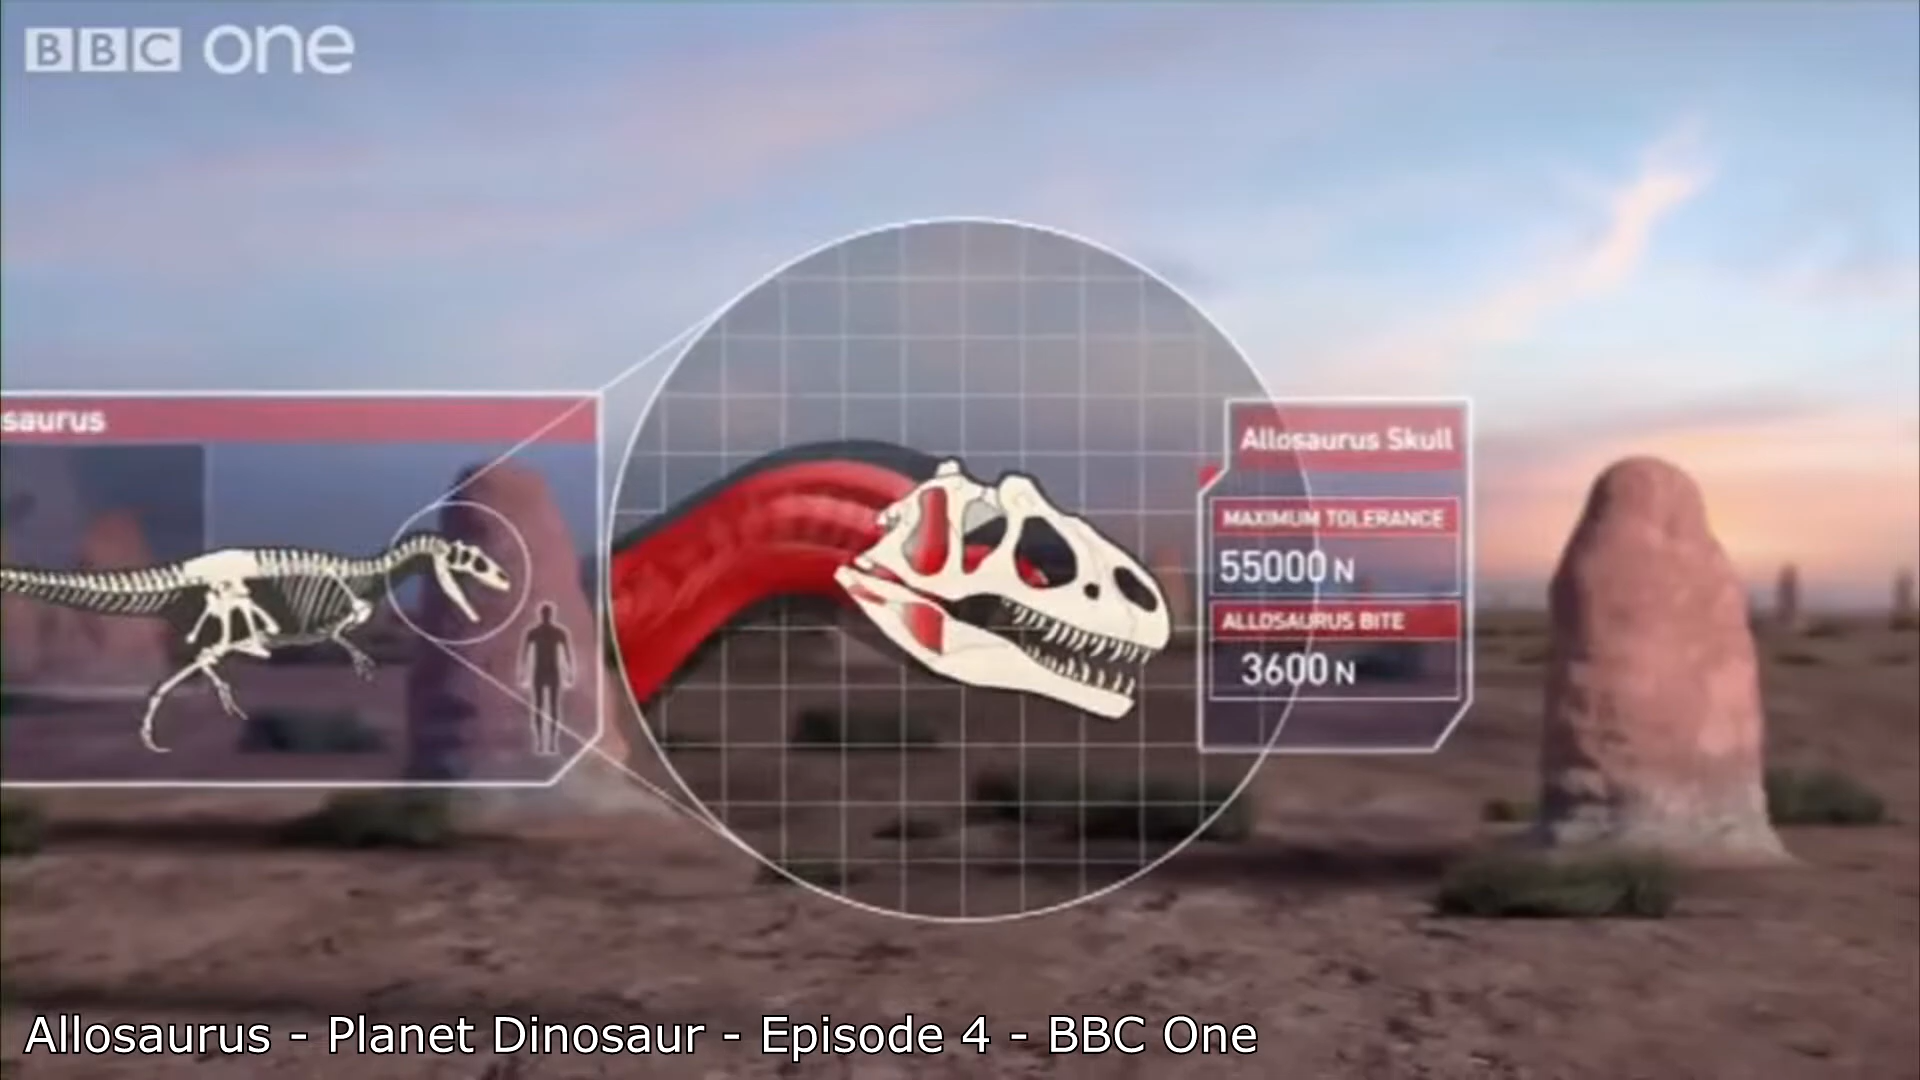 BBC one
saurus
Allosaurus Skull
MAXIMUM TOLERANCE
55000 N
ALLOSAURUS BITE
3600 N
Allosaurus - Planet Dinosaur - Episode 4 - BBC One